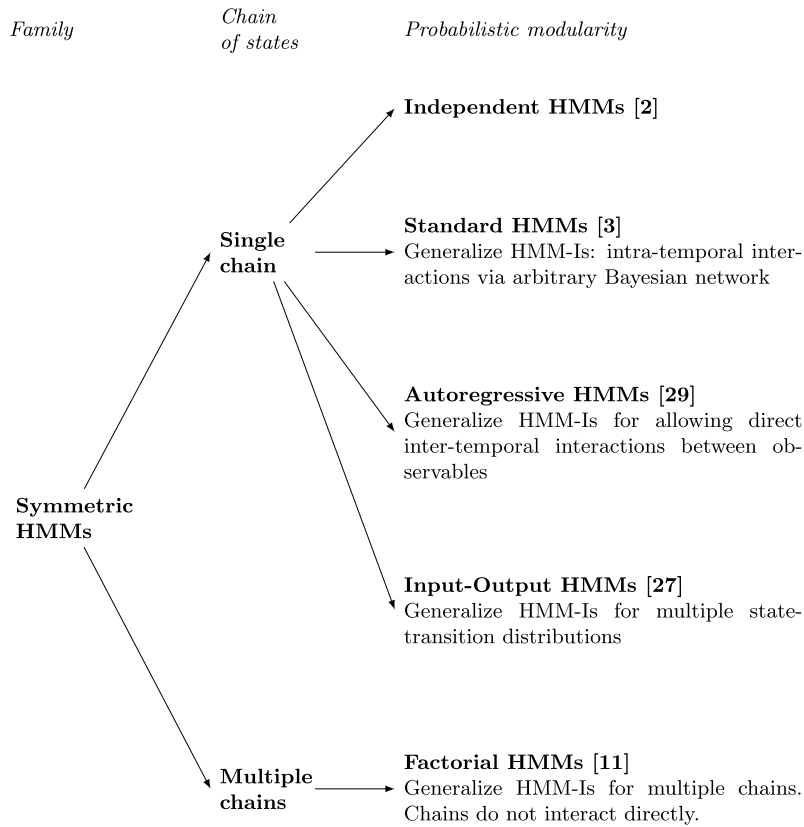 Family
Chain
of states
Probabilistic modularity
Independent HMMs [2]
Single
chain
Standard HMMs [3]
Generalize HMM-Is: intra-temporal inter-
actions via arbitrary Bayesian network
Autoregressive HMMs [29]
Generalize HMM-Is for allowing direct
inter-temporal interactions between ob-
servables
Symmetric
HMMs
Input-Output HMMs [27]
Generalize HMM-Is for multiple state-
transition distributions
Multiple
chains
Factorial HMMs [11]
Generalize HMM-Is for multiple chains.
Chains do not interact directly.